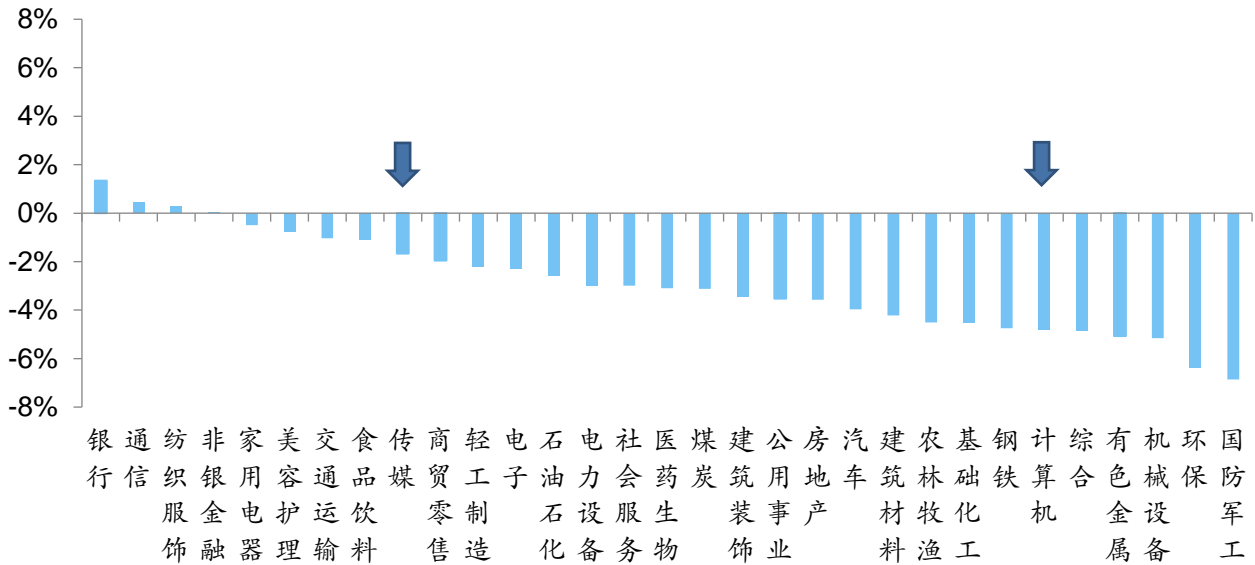 8%
6%
4%
2%
0%
-2%
-4%
-6%
-8%
银行
通信
纺织服饰
非银金融
家用电器
美容护理
交通运输
食品饮料
传媒
商贸零售
轻工制造
电子
石油石化
电力设备
社会服务
医药生物
煤炭
建筑装饰
公用事业
房地产
汽车
建筑材料
农林牧渔
基础化工
钢铁
计算机
综合
有色金属
机械设备
环保
国防军工